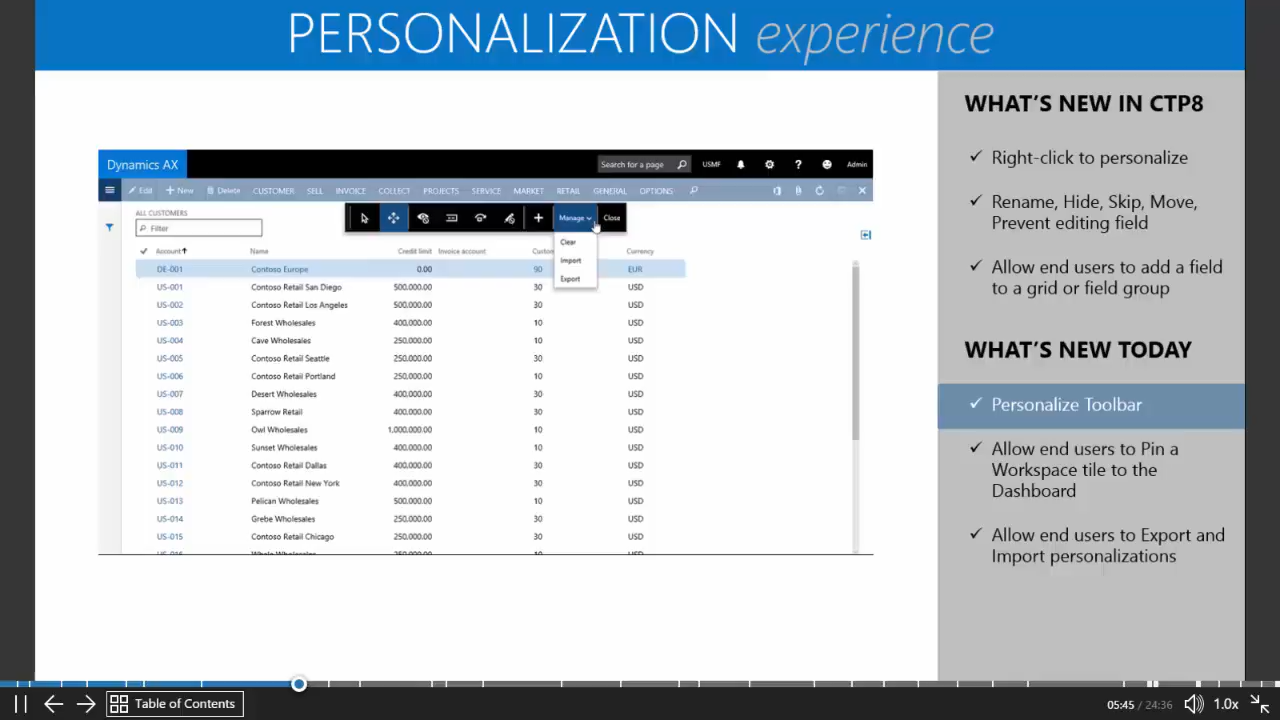 PERSONALIZATION experience
Dynamics AX
Search for a page
USMF
?
Admin
Edit
+ New
Delete
CUSTOMER
SELL
INVOICE
COLLECT
PROJECTS
SERVICE
MARKET
RETAIL
GENERAL
OPTIONS
ALL CUSTOMERS
Filter
Manage
Close
Clear
Import
Export
Account Name Credit limit Invoice account Currency
DE-001 Contoso Europe 0.00 90 EUR
US-001 Contoso Retail San Diego 500,000.00 30 USD
US-002 Contoso Retail Los Angeles 500,000.00 30 USD
US-003 Forest Wholesales 400,000.00 10 USD
US-004 Cave Wholesales 250,000.00 10 USD
US-005 Contoso Retail Seattle 250,000.00 30 USD
US-006 Contoso Retail Portland 250,000.00 10 USD
US-007 Desert Wholesales 400,000.00 30 USD
US-008 Sparrow Retail 400,000.00 30 USD
US-009 Owl Wholesales 1,000,000.00 30 USD
US-010 Sunset Wholesales 400,000.00 10 USD
US-011 Contoso Retail Dallas 400,000.00 30 USD
US-012 Contoso Retail New York 400,000.00 30 USD
US-013 Pelican Wholesales 500,000.00 10 USD
US-014 Grebe Wholesales 250,000.00 30 USD
US-015 Contoso Retail Chicago 250,000.00 30 USD
WHAT'S NEW IN CTP8
✓ Right-click to personalize
✓ Rename, Hide, Skip, Move,
Prevent editing field
✓ Allow end users to add a field
to a grid or field group
WHAT'S NEW TODAY
✓ Personalize Toolbar
✓ Allow end users to Pin a
Workspace tile to the
Dashboard
✓ Allow end users to Export and
Import personalizations
Table of Contents
05:45 / 24:36
1.0x